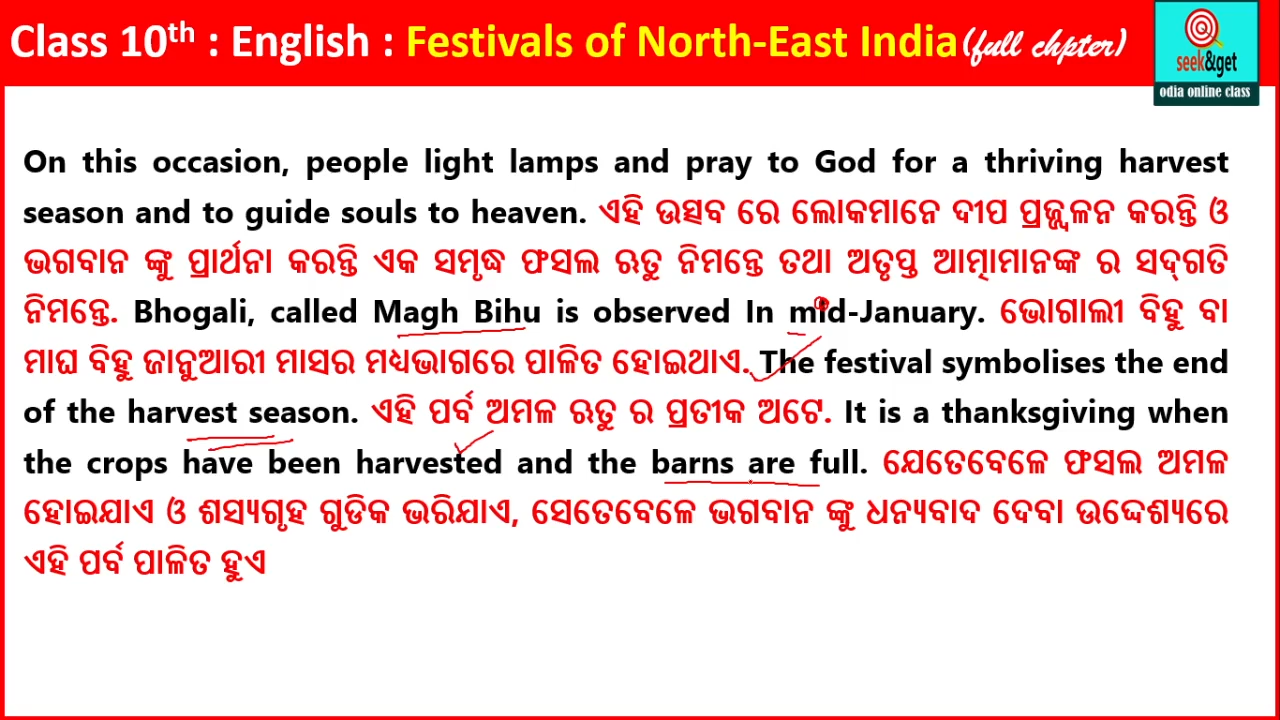 Class 10th : English : Festivals of North-East India (full chpter)
seek&get
odia online class
On this occasion, people light lamps and pray to God for a thriving harvest
season and to guide souls to heaven. ଏହି ଉତ୍ସବ ରେ ଲୋକମାନେ ଦୀପ ପ୍ରଜ୍ଜ୍ୱଳନ କରନ୍ତି ଓ
ଭଗବାନ ଙ୍କୁ ପ୍ରାର୍ଥନା କରନ୍ତି ଏକ ସମୃଦ୍ଧ ଫସଲ ଋତୁ ନିମନ୍ତେ ତଥା ଅତୃପ୍ତ ଆତ୍ମାମାନଙ୍କ ର ସଦ୍‌ଗତି
ନିମନ୍ତେ. Bhogali, called Magh Bihu is observed In mid-January. ଭୋଗାଲୀ ବିହୁ ବା
ମାଘ ବିହୁ ଜାନୁଆରୀ ମାସର ମଧ୍ୟଭାଗରେ ପାଳିତ ହୋଇଥାଏ. The festival symbolises the end
of the harvest season. ଏହି ପର୍ବ ଅମଳ ଋତୁ ର ପ୍ରତୀକ ଅଟେ. It is a thanksgiving when
the crops have been harvested and the barns are full. ଯେତେବେଳେ ଫସଲ ଅମଳ
ହୋଇଯାଏ ଓ ଶସ୍ୟଗୃହ ଗୁଡିକ ଭରିଯାଏ, ସେତେବେଳେ ଭଗବାନ ଙ୍କୁ ଧନ୍ୟବାଦ ଦେବା ଉଦ୍ଦେଶ୍ୟରେ
ଏହି ପର୍ବ ପାଳିତ ହୁଏ